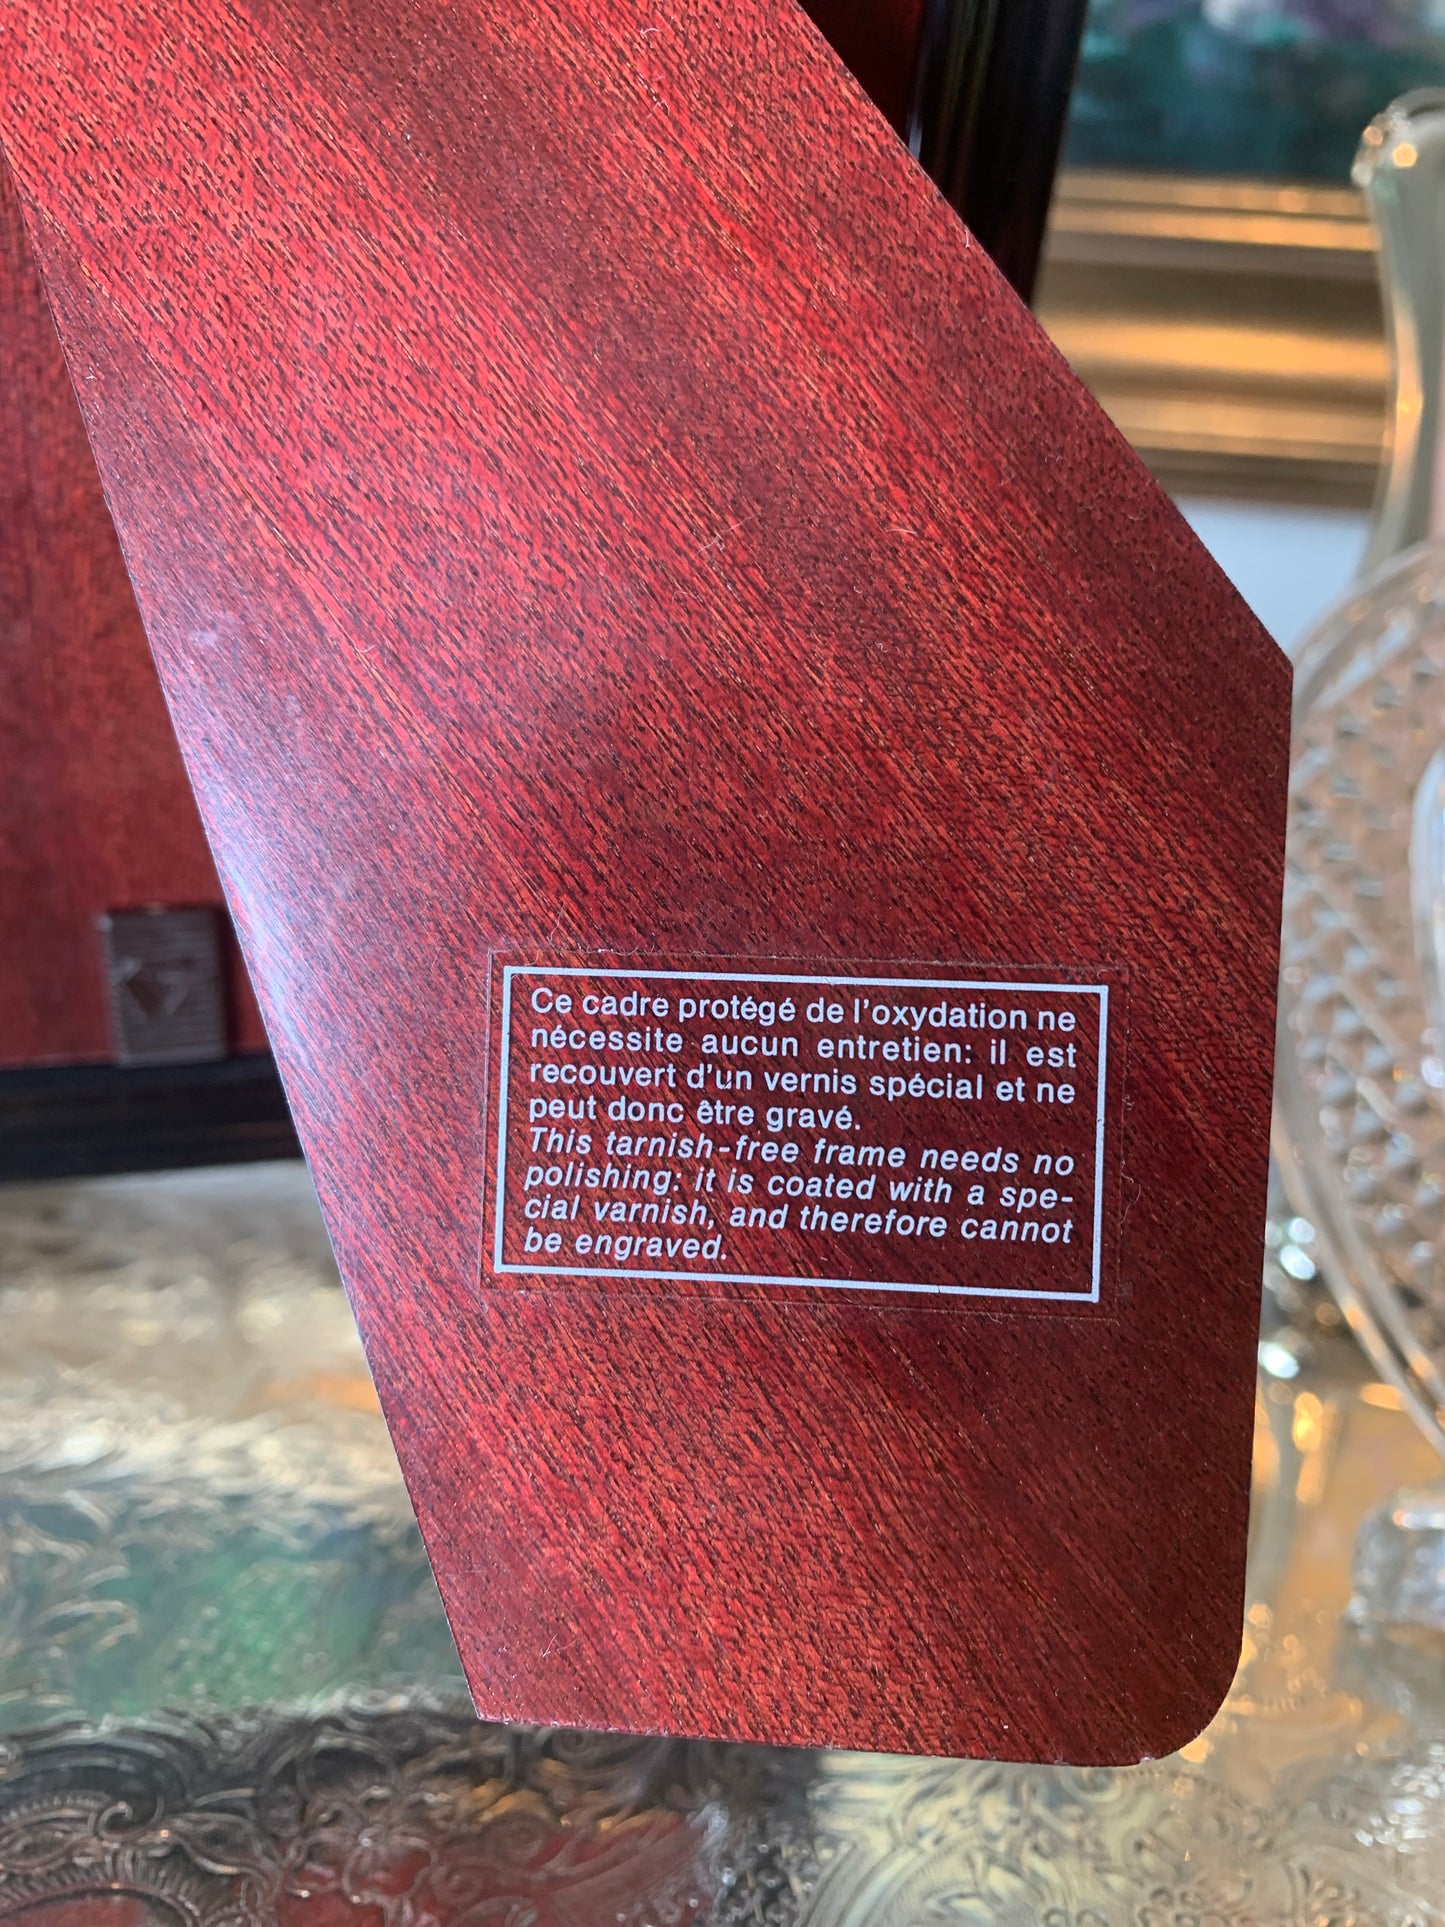 Ce cadre protégé de l'oxydation ne
nécessite aucun entretien: il est
recouvert d'un vernis spécial et ne
peut donc être gravé.
This tarnish-free frame needs no
polishing: it is coated with a spe-
cial varnish, and therefore cannot
be engraved.